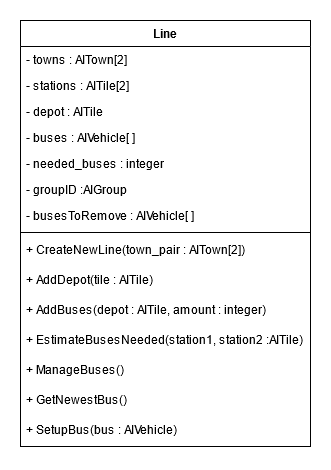 Line
- towns : AITown[2]
- stations : AITile[2]
- depot : AITile
- buses : AIVehicle[ ]
- needed_buses : integer
- groupID :AIGroup
- busesToRemove : AIVehicle[ ]
+ CreateNewLine(town_pair : AITown[2])
+ AddDepot(tile : AITile)
+ AddBuses(depot : AITile, amount : integer)
+ EstimateBusesNeeded(station1, station2 :AITile)
+ ManageBuses()
+ GetNewestBus()
+ SetupBus(bus : AIVehicle)